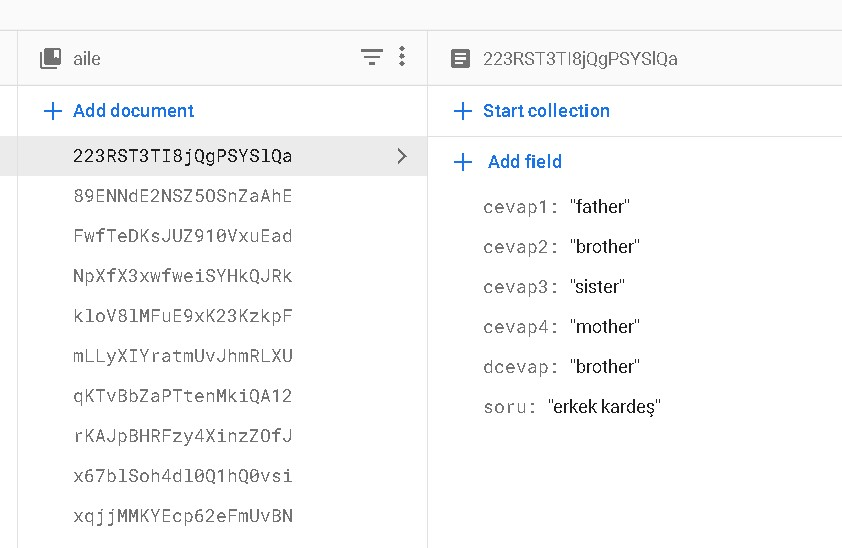 aile
Add document
223RST3TI8jQgPSYSlQa
89ENNdE2NSZ5OSnZaAhE
FwfTeDKsJUZ910VxuEad
NpXfX3xwfweiSYHkQJRk
kloV8lMFuE9xK23KzkpF
mLLyXIYratmUvJhmRLXU
qKTvBbZaPTtenMkiQA12
rKAJpBHRFzy4XinzZOfJ
x67blSoh4dl0Q1hQ0vsi
xqjjMMKYEcp62eFmUvBN
223RST3TI8jQgPSYSlQa
Start collection
Add field
cevap1: "father"
cevap2: "brother"
cevap3: "sister"
cevap4: "mother"
dcevap: "brother"
soru: "erkek kardeş"